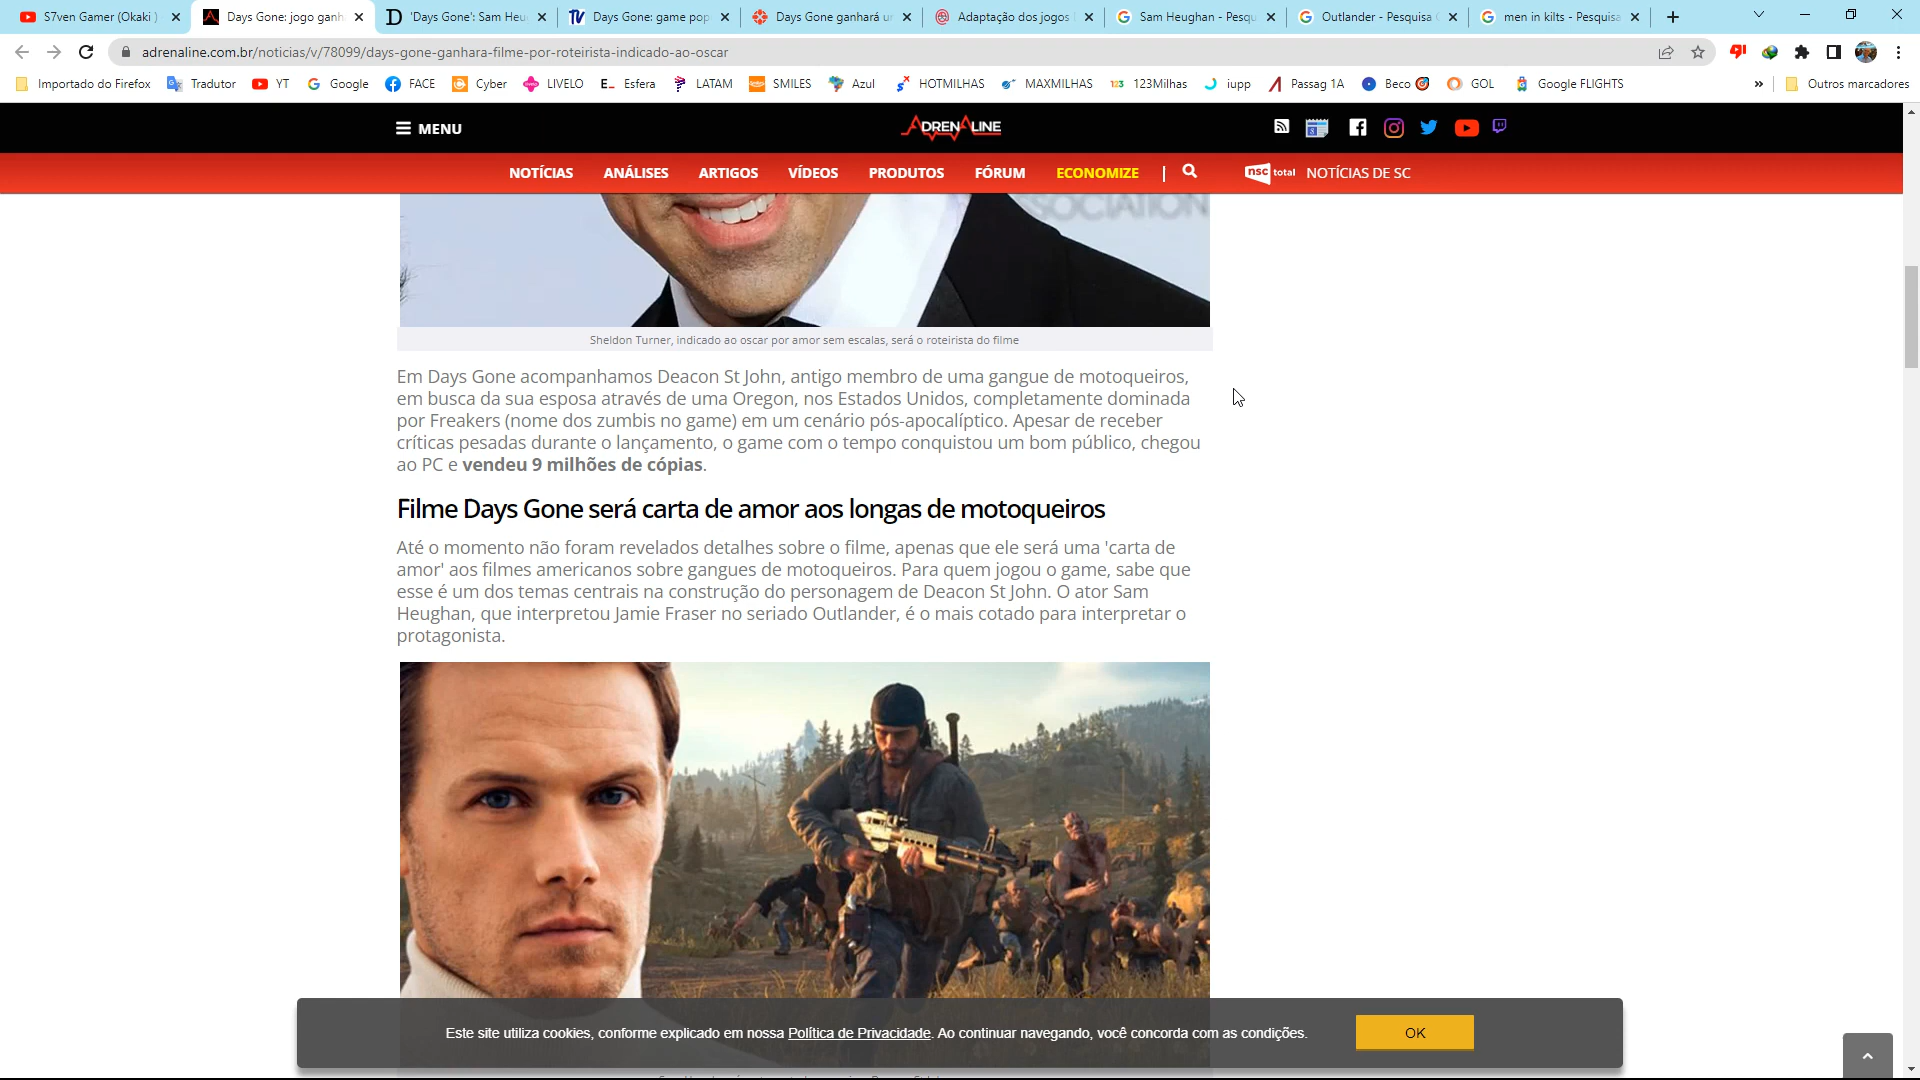 S7ven Gamer (Okaki )
Days Gone: jogo ganh
'Days Gone': Sam Heu
Days Gone: game pop
Days Gone ganhará u
Adaptação dos jogos
Sam Heughan - Pesqu
Outlander - Pesquisa
men in kilts - Pesquisa
adrenaline.com.br/noticias/v/78099/days-gone-ganhara-filme-por-roteirista-indicado-ao-oscar
Importado do Firefox Tradutor YT Google FACE Cyber LIVELO E.. Esfera LATAM SMILES Azul HOTMILHAS MAXMILHAS 123 123Milhas iupp Passag 1A Beco GOL Google FLIGHTS » Outros marcadores
MENU ADRENALINE
NOTÍCIAS ANÁLISES ARTIGOS VÍDEOS PRODUTOS FÓRUM ECONOMIZE | nsc total NOTÍCIAS DE SC
SOCIATION
Sheldon Turner, indicado ao oscar por amor sem escalas, será o roteirista do filme
Em Days Gone acompanhamos Deacon St John, antigo membro de uma gangue de motoqueiros,
em busca da sua esposa através de uma Oregon, nos Estados Unidos, completamente dominada
por Freakers (nome dos zumbis no game) em um cenário pós-apocalíptico. Apesar de receber
críticas pesadas durante o lançamento, o game com o tempo conquistou um bom público, chegou
ao PC e vendeu 9 milhões de cópias.
Filme Days Gone será carta de amor aos longas de motoqueiros
Até o momento não foram revelados detalhes sobre o filme, apenas que ele será uma 'carta de
amor' aos filmes americanos sobre gangues de motoqueiros. Para quem jogou o game, sabe que
esse é um dos temas centrais na construção do personagem de Deacon St John. O ator Sam
Heughan, que interpretou Jamie Fraser no seriado Outlander, é o mais cotado para interpretar o
protagonista.
Este site utiliza cookies, conforme explicado em nossa Política de Privacidade. Ao continuar navegando, você concorda com as condições.
OK